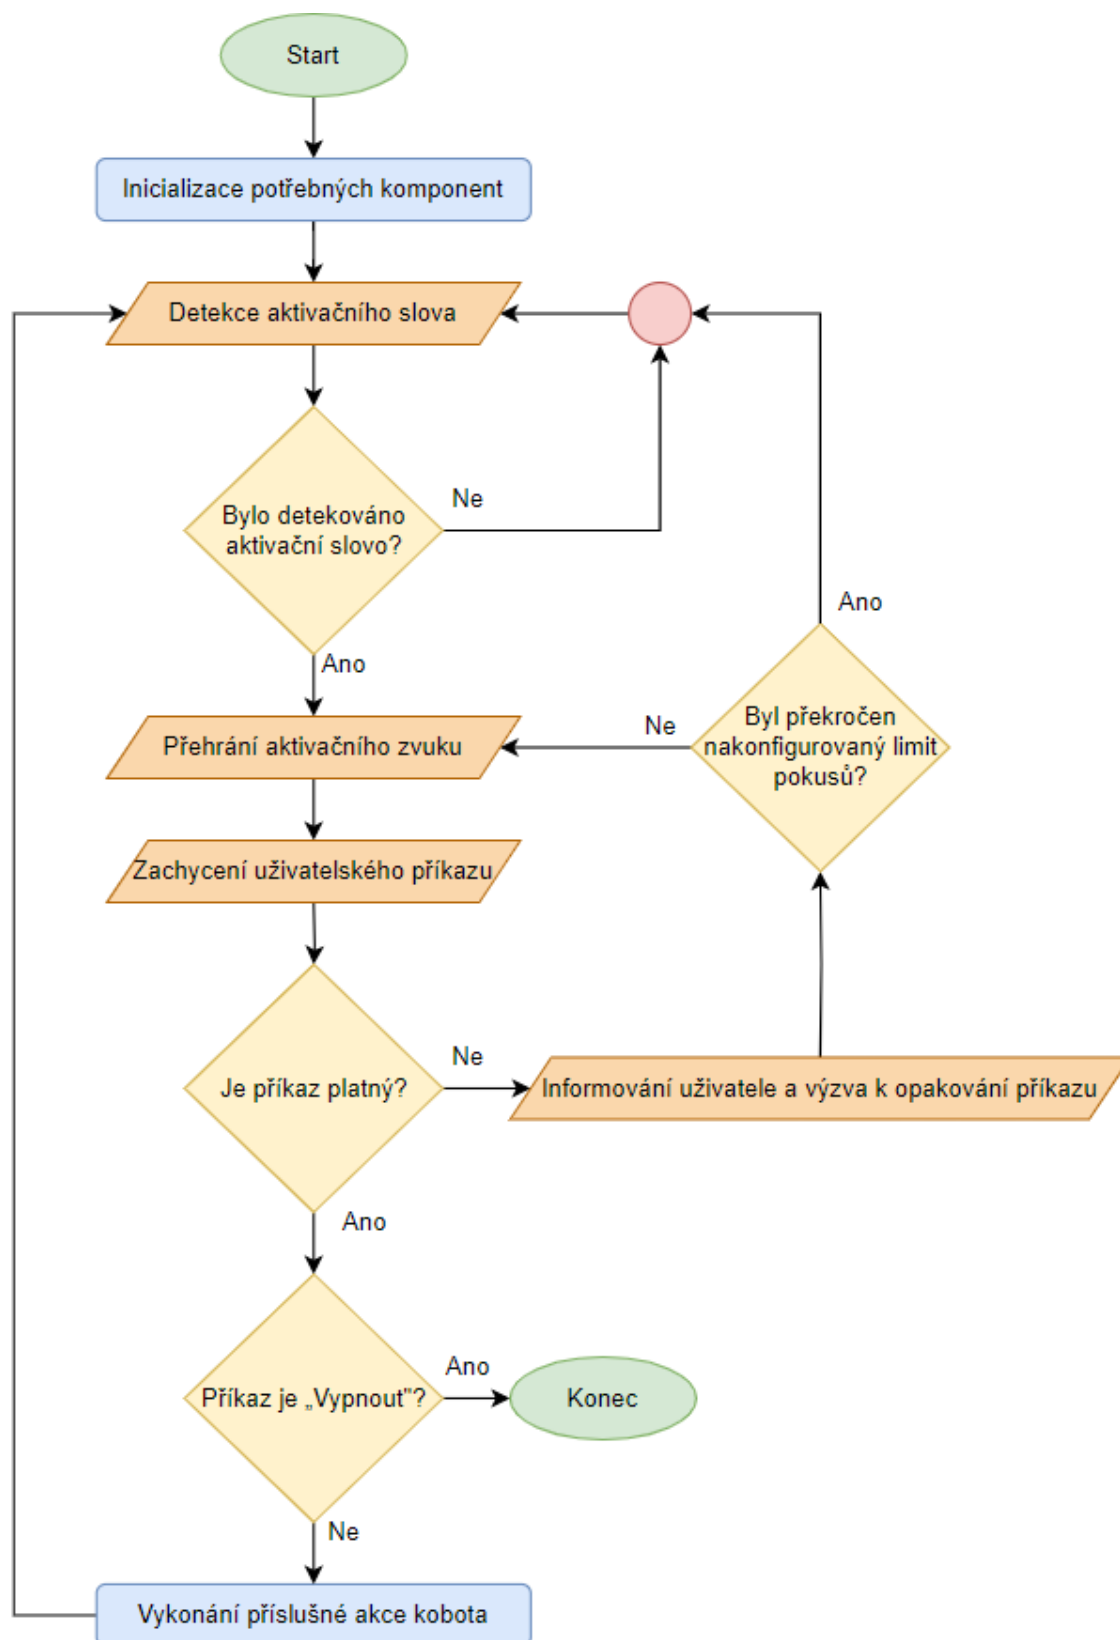 Start
Inicializace potřebných komponent
Detekce aktivačního slova
Bylo detekováno
aktivační slovo?
Ne
Ano
Ano
Přehrání aktivačního zvuku
Ne
Byl překročen
nakonfigurovaný limit
pokusů?
Zachycení uživatelského příkazu
Je příkaz platný?
Ne
Informování uživatele a výzva k opakování příkazu
Ano
Příkaz je „Vypnout"?
Ano
Konec
Ne
Vykonání příslušné akce kobota